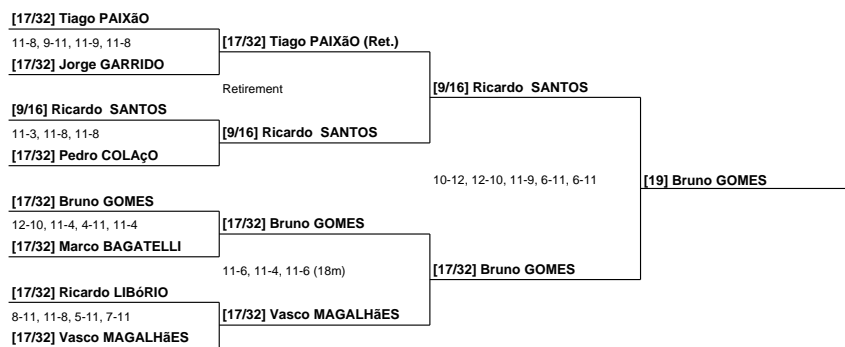 [17/32] Tiago PAIXãO
11-8, 9-11, 11-9, 11-8
[17/32] Jorge GARRIDO
[17/32] Tiago PAIXãO (Ret.)
Retirement
[9/16] Ricardo  SANTOS
[9/16] Ricardo  SANTOS
11-3, 11-8, 11-8
[17/32] Pedro COLAçO
[9/16] Ricardo  SANTOS
10-12, 12-10, 11-9, 6-11, 6-11
[19] Bruno GOMES
[17/32] Bruno GOMES
12-10, 11-4, 4-11, 11-4
[17/32] Marco BAGATELLI
[17/32] Bruno GOMES
11-6, 11-4, 11-6 (18m)
[17/32] Bruno GOMES
[17/32] Ricardo LIBóRIO
8-11, 11-8, 5-11, 7-11
[17/32] Vasco MAGALHãES
[17/32] Vasco MAGALHãES